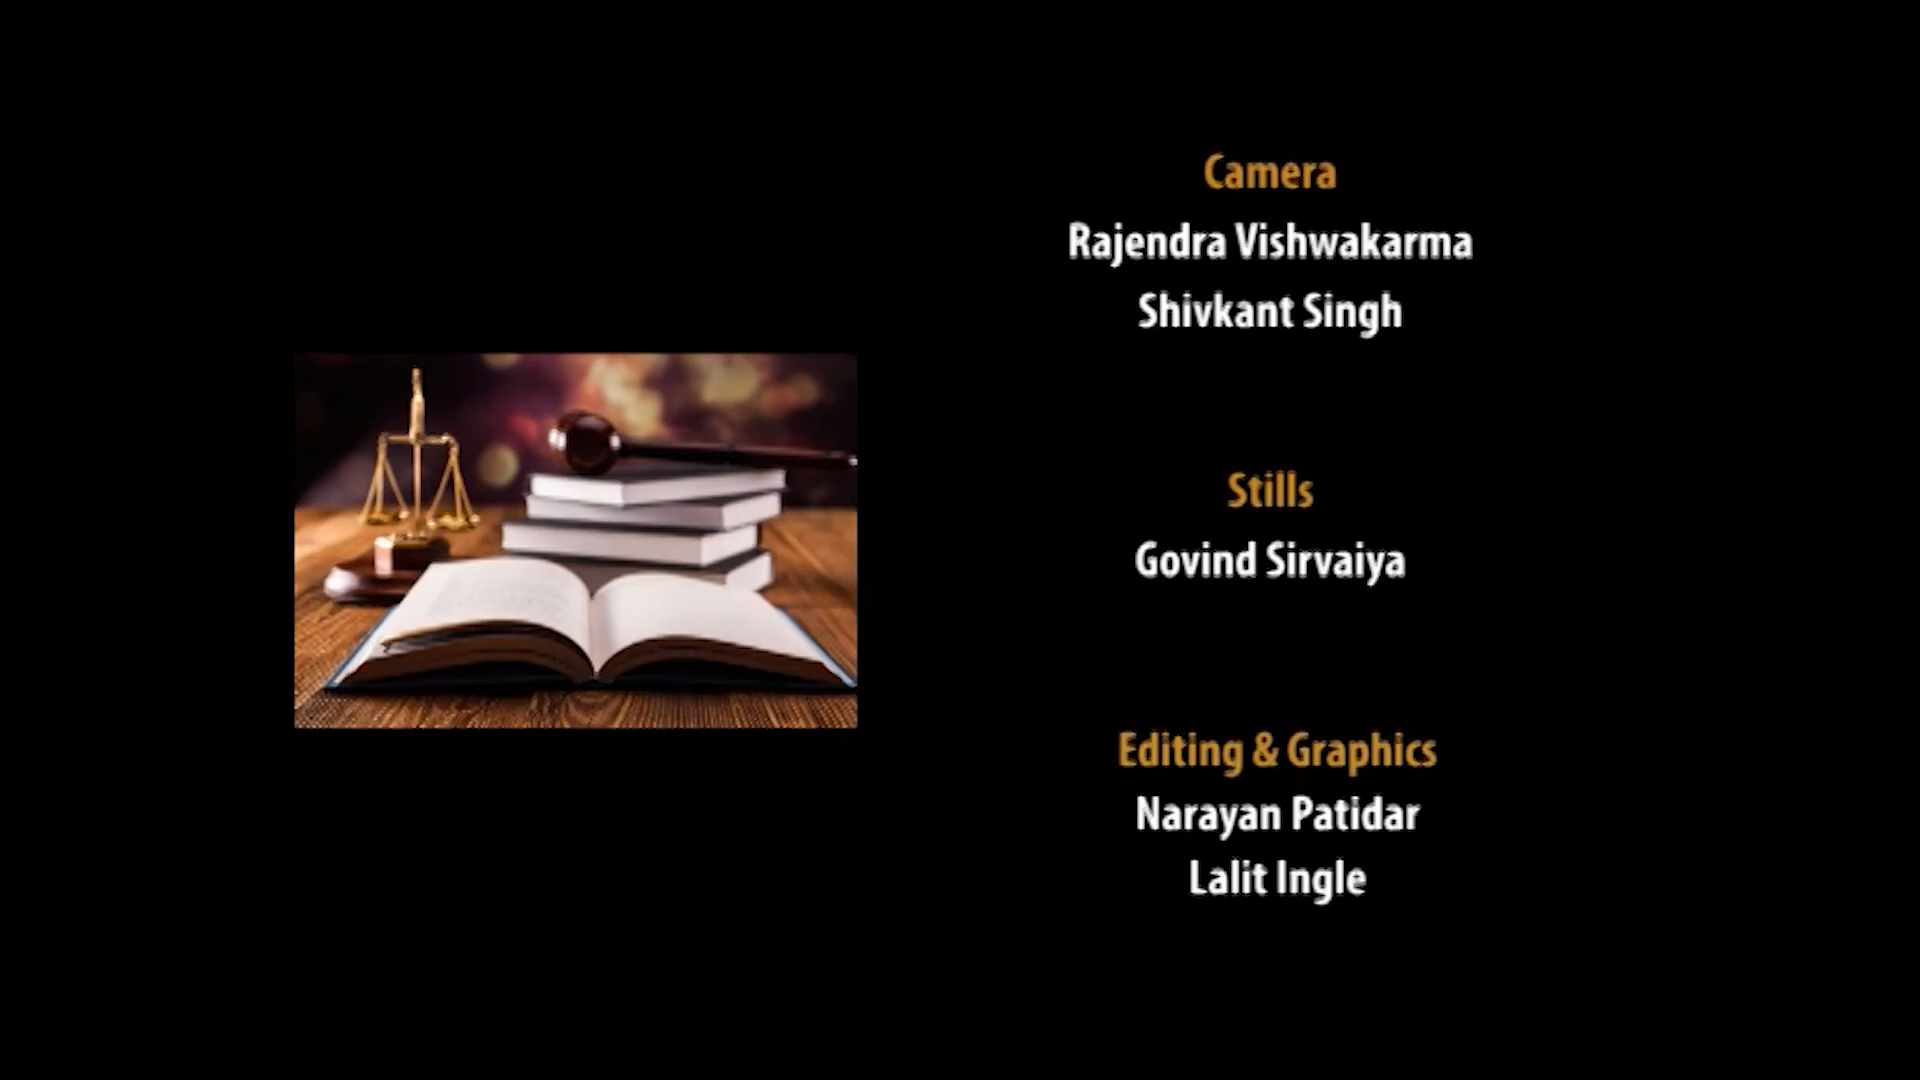 Camera
Rajendra Vishwakarma
Shivkant Singh
Stills
Govind Sirvaiya
Editing & Graphics
Narayan Patidar
Lalit Ingle